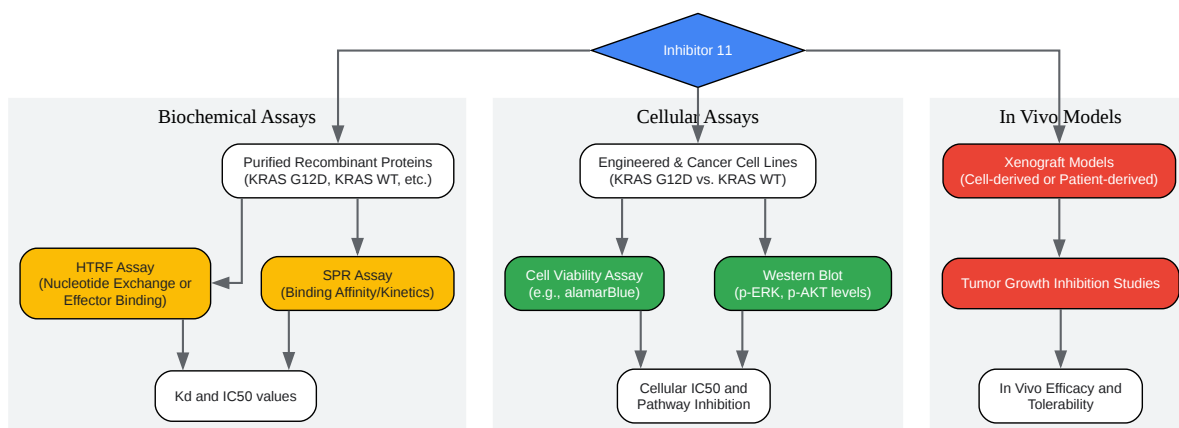 Inhibitor 11
Biochemical Assays
Cellular Assays
In Vivo Models
Purified Recombinant Proteins
(KRAS G12D, KRAS WT, etc.)
Engineered & Cancer Cell Lines
(KRAS G12D vs. KRAS WT)
Xenograft Models
(Cell-derived or Patient-derived)
HTRF Assay
(Nucleotide Exchange or
Effector Binding)
SPR Assay
(Binding Affinity/Kinetics)
Cell Viability Assay
(e.g., alamarBlue)
Western Blot
(p-ERK, p-AKT levels)
Tumor Growth Inhibition Studies
Kd and IC50 values
Cellular IC50 and
Pathway Inhibition
In Vivo Efficacy and
Tolerability